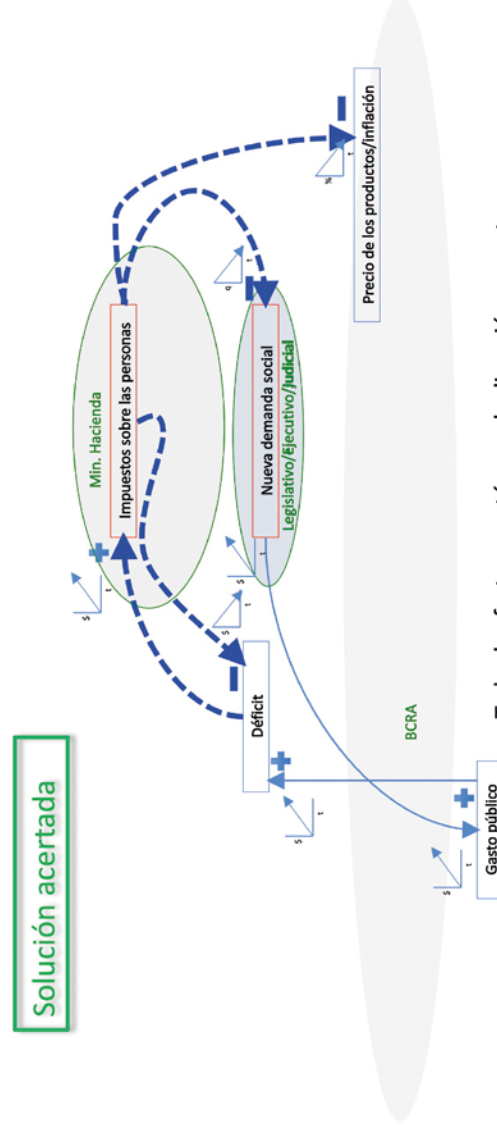 Solución acertada
Min. Hacienda
$
t
Impuestos sobre las personas
q
t
$
t
$
t
Déficit
Nueva demanda social
Legislativo/Ejecutivo/Judicial
$
t
%
t
Precio de los productos/inflación
BCRA
$
t
Gasto público